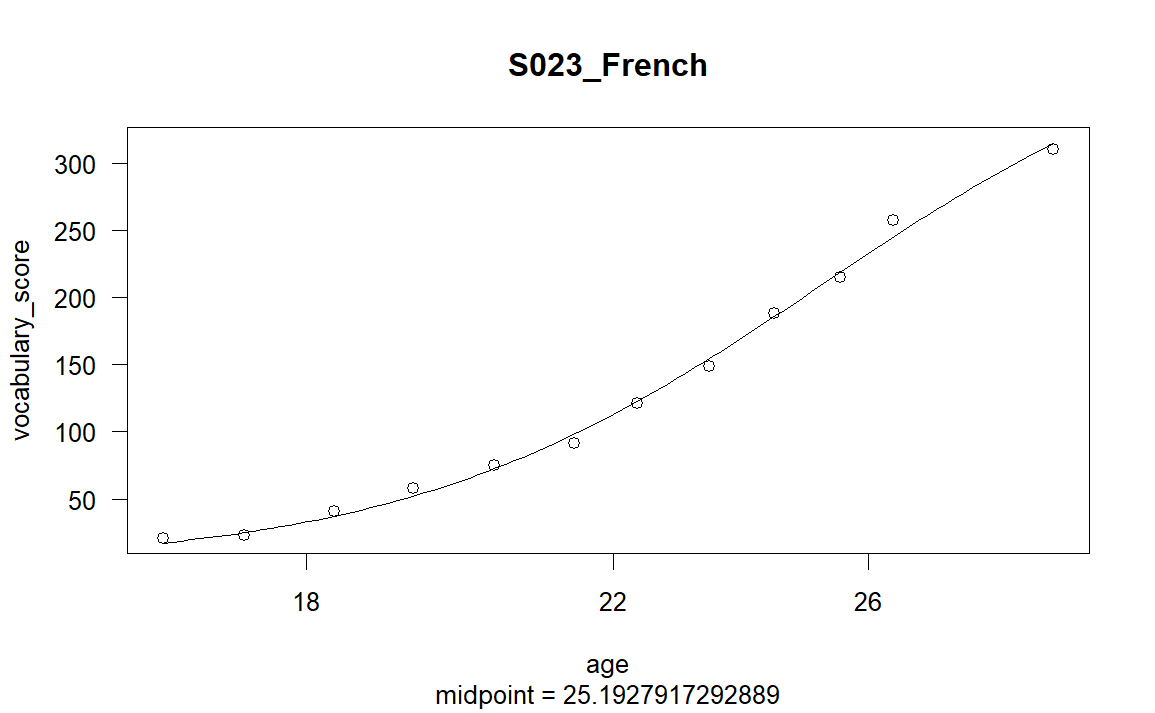 S023_French
300
250
200
150
100
50
vocabulary_score
18 22 26
age
midpoint = 25.1927917292889